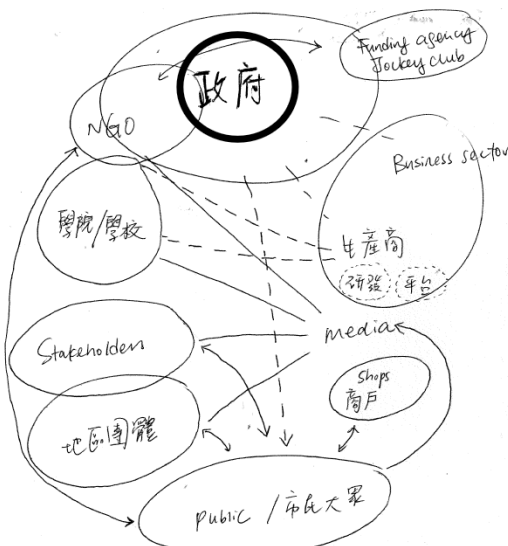 Funding agency
Jockey club
政府
NGO
Business sector
學院/學校
生產商
研發
平台
media
Stakeholders
Shops
商戶
地區團體
public / 市民大眾